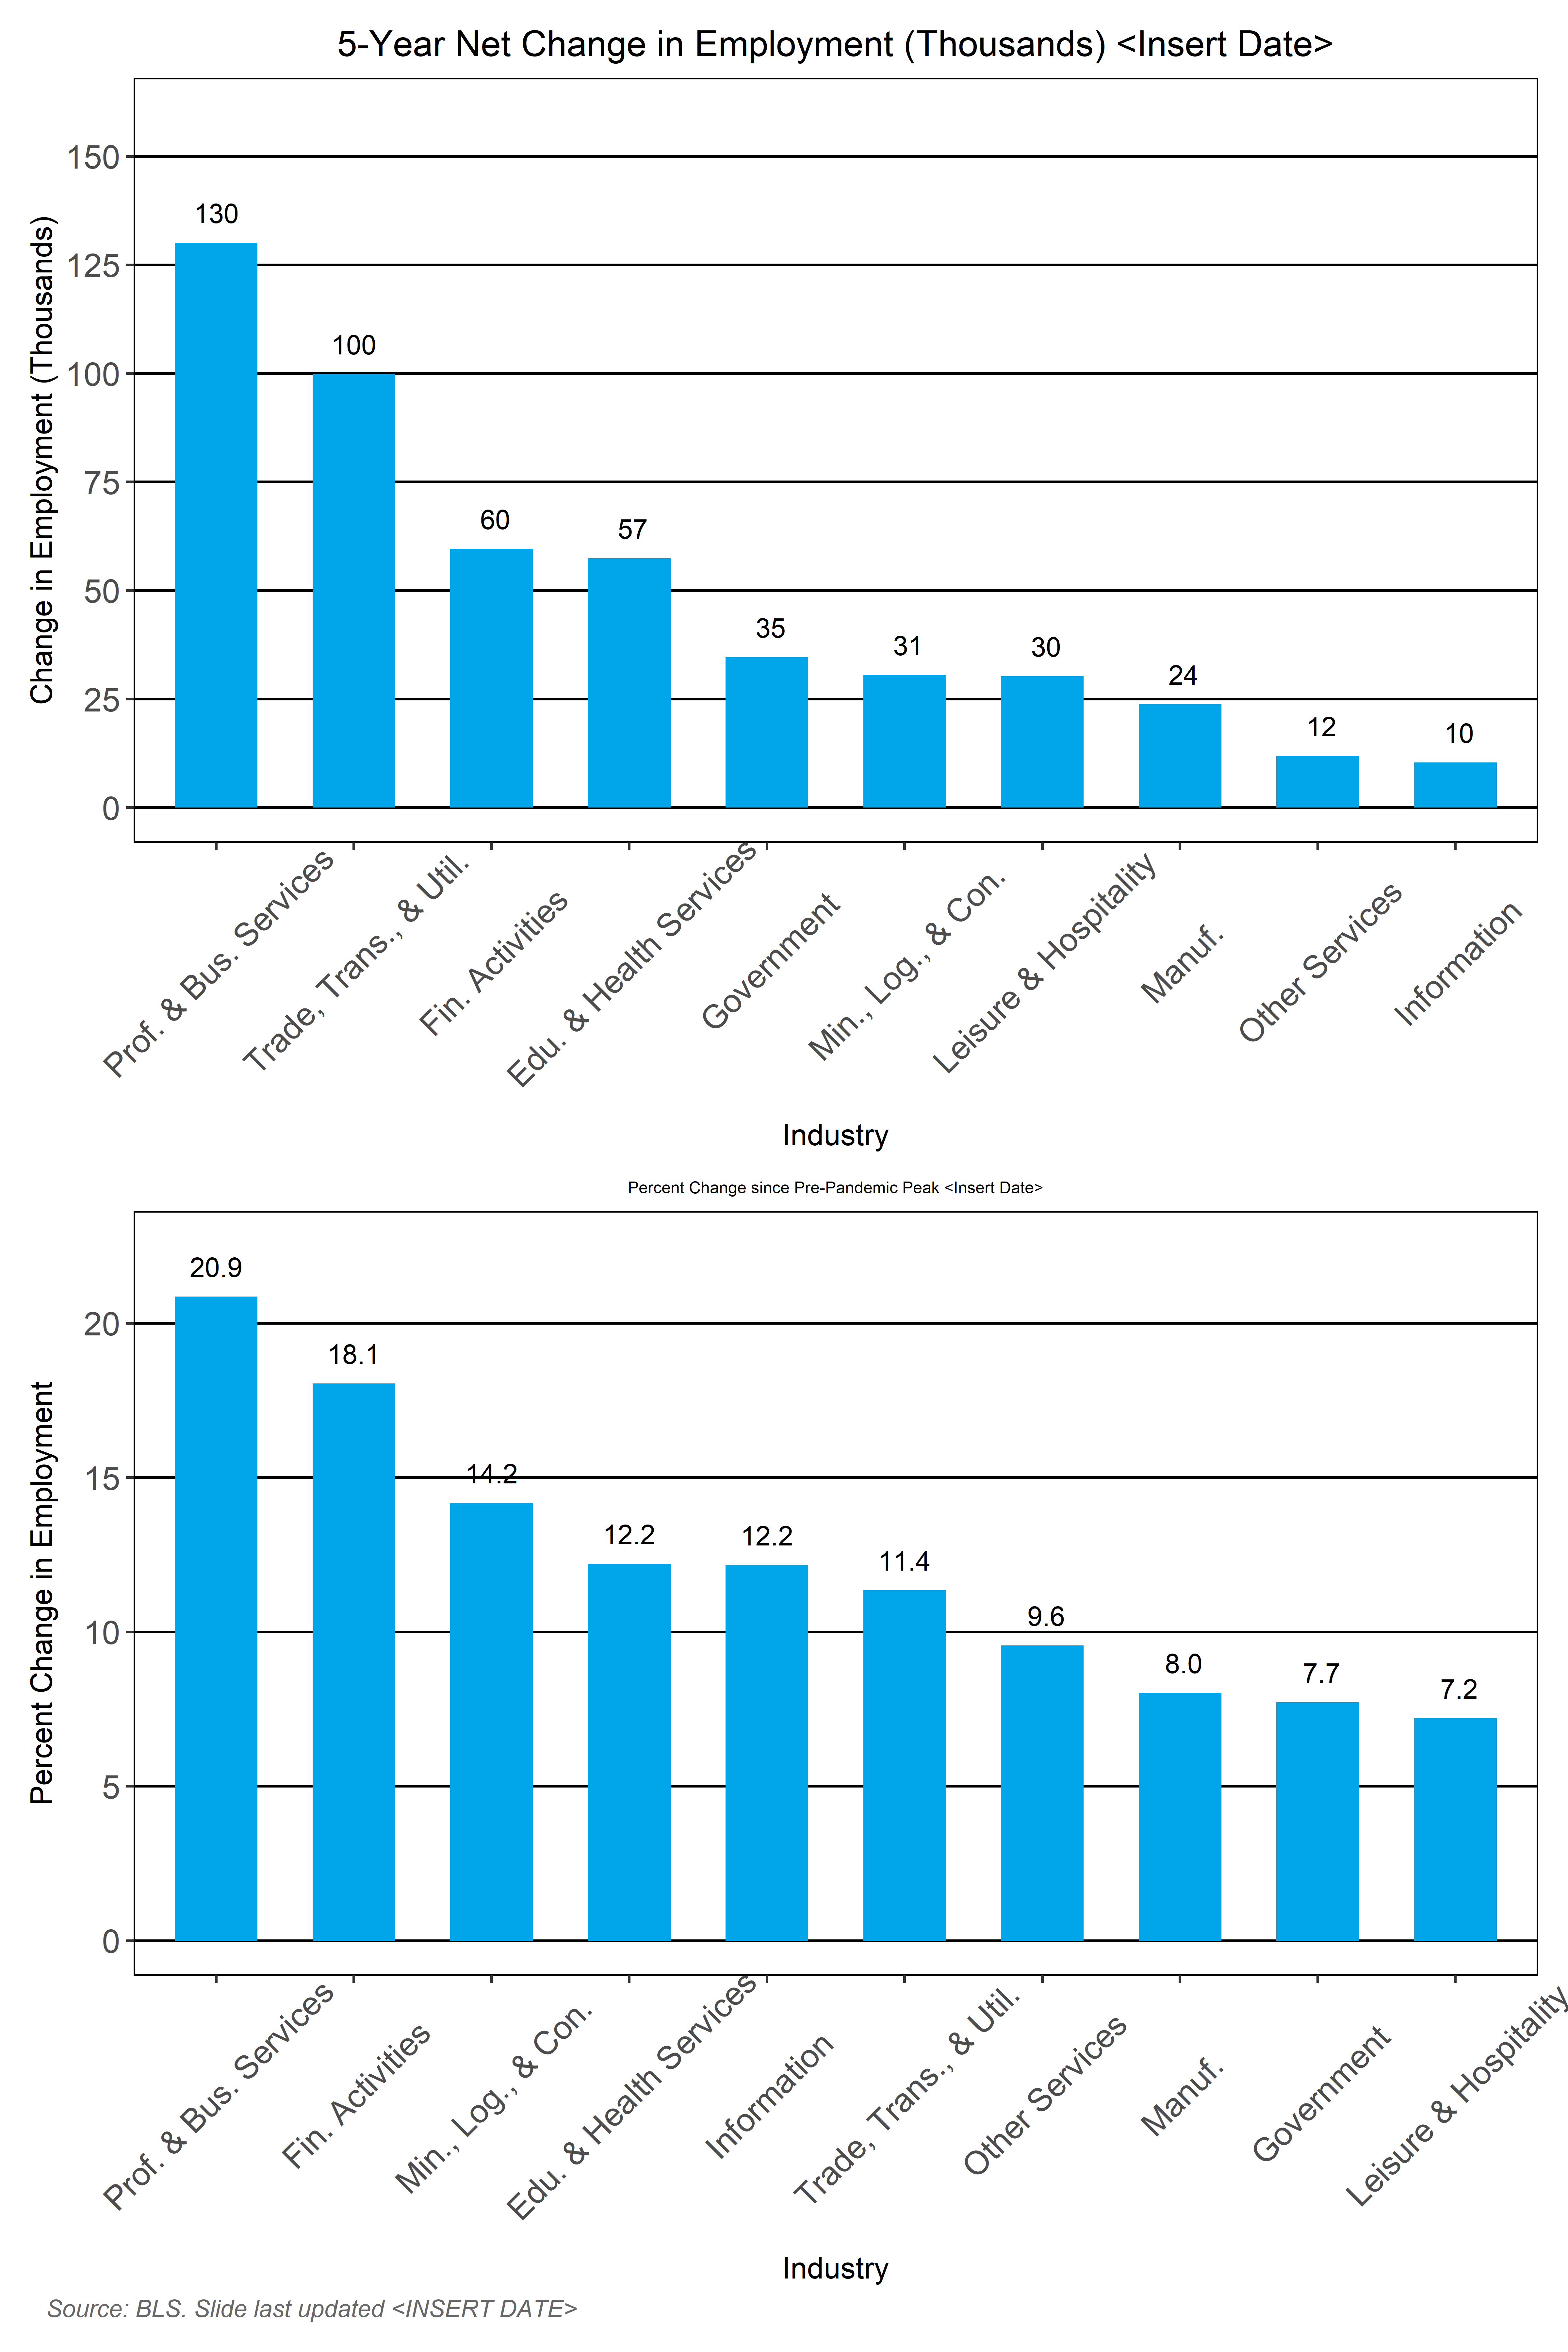 5-Year Net Change in Employment (Thousands) <Insert Date>
Change in Employment (Thousands)
150
125
100
75
50
25
0
130
100
60
57
35
31
30
24
12
10
Prof. & Bus. Services
Trade, Trans., & Util.
Fin. Activities
Edu. & Health Services
Government
Min., Log., & Con.
Leisure & Hospitality
Manuf.
Other Services
Information
Industry
Percent Change since Pre-Pandemic Peak <Insert Date>
Percent Change in Employment
20
15
10
5
0
20.9
18.1
14.2
12.2
12.2
11.4
9.6
8.0
7.7
7.2
Prof. & Bus. Services
Fin. Activities
Min., Log., & Con.
Edu. & Health Services
Information
Trade, Trans., & Util.
Other Services
Manuf.
Government
Leisure & Hospitality
Industry
Source: BLS. Slide last updated <INSERT DATE>